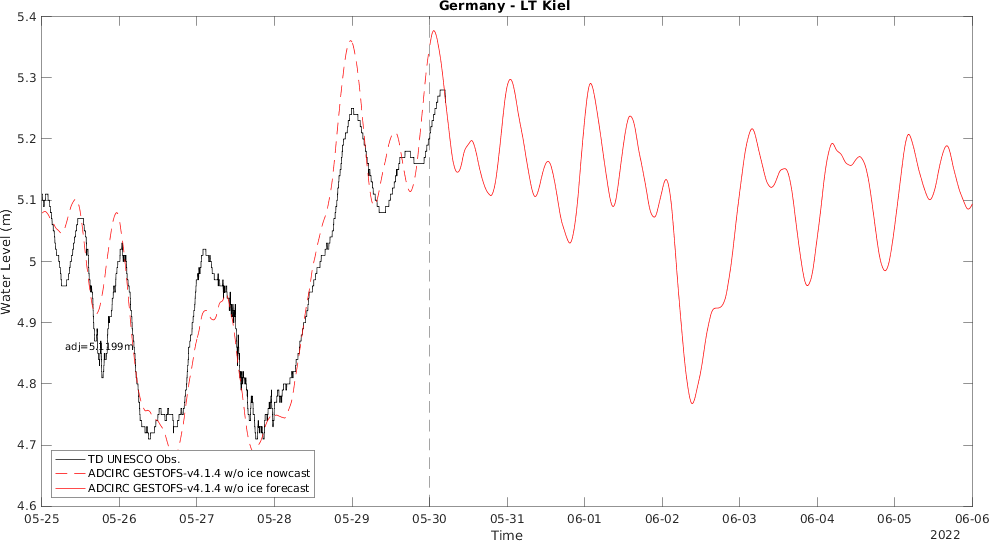 Germany - LT Kiel
5.4
5.3
5.2
5.1
5
4.9
4.8
4.7
4.6
Water Level (m)
adj=5.1199m
TD UNESCO Obs.
ADCIRC GESTOFS-v4.1.4 w/o ice nowcast
ADCIRC GESTOFS-v4.1.4 w/o ice forecast
05-25 05-26 05-27 05-28 05-29 05-30 05-31 06-01 06-02 06-03 06-04 06-05 06-06
Time
2022